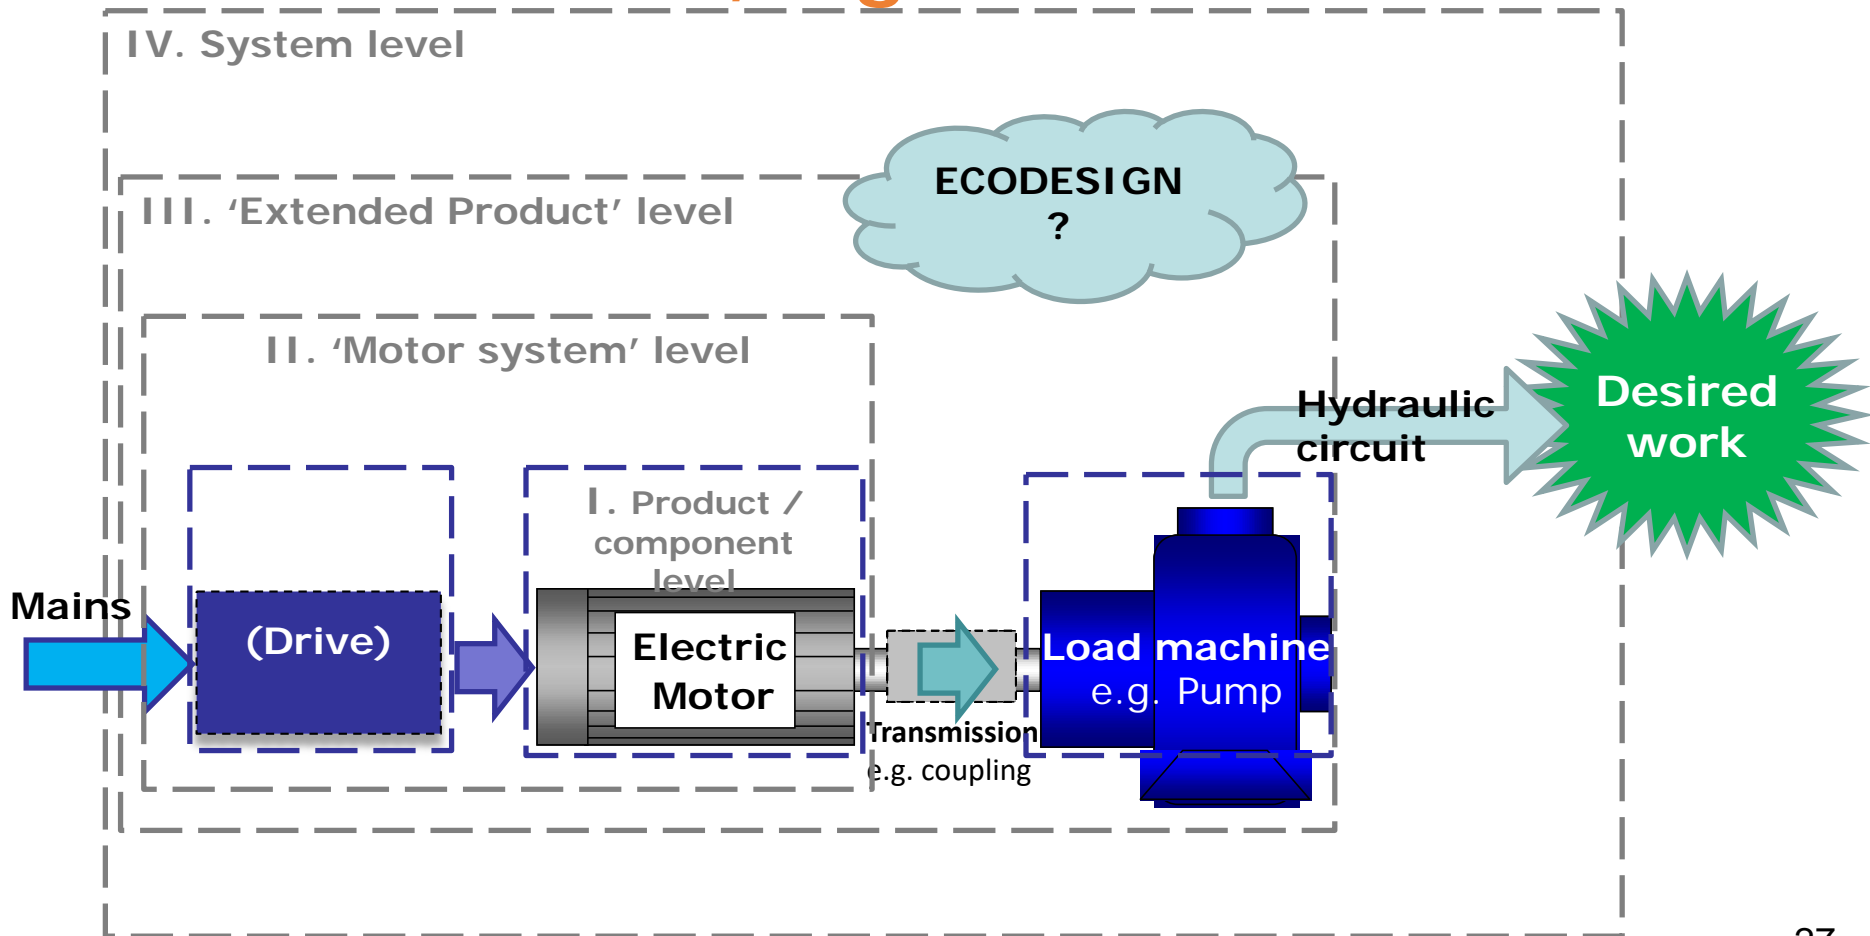 IV. System level
ECODESIGN
?
III. ‘Extended Product’ level
II. ‘Motor system’ level
Desired
work
Hydraulic
circuit
I. Product /
component
level
Mains
(Drive)
Electric
Motor
Load machine
e.g. Pump
Transmission
e.g. coupling